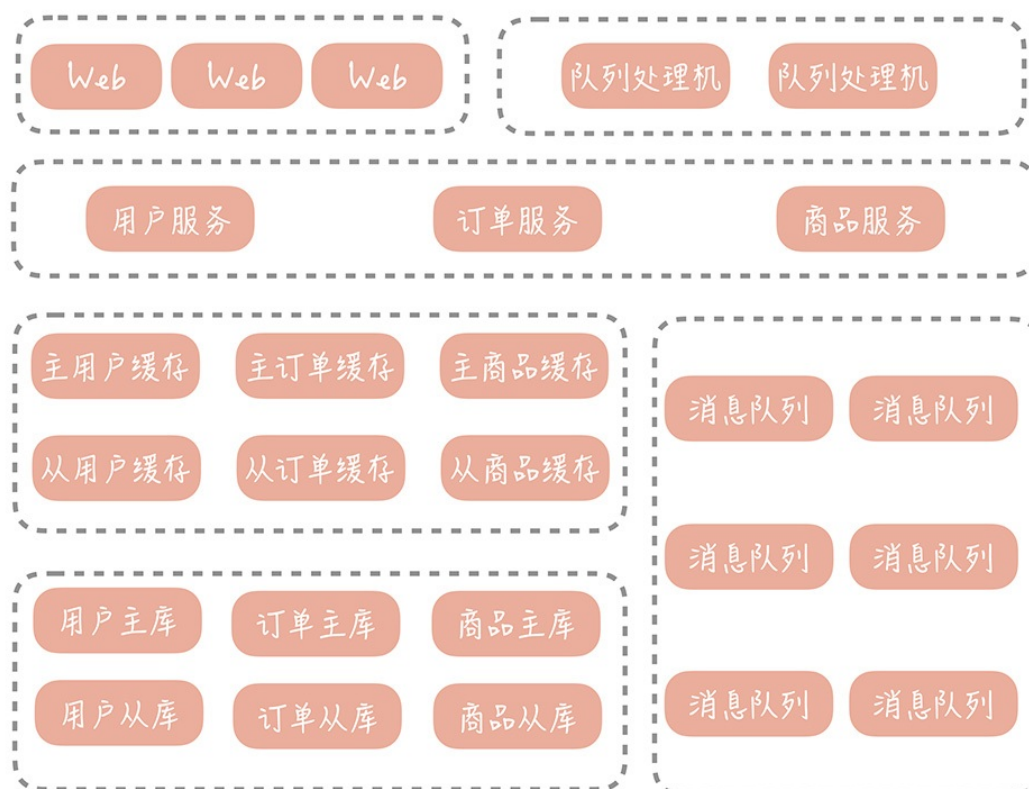 Web Web Web
队列处理机 队列处理机
用户服务 订单服务 商品服务
主用户缓存 主订单缓存 主商品缓存
从用户缓存 从订单缓存 从商品缓存
用户主库 订单主库 商品主库
用户从库 订单从库 商品从库
消息队列 消息队列
消息队列 消息队列
消息队列 消息队列